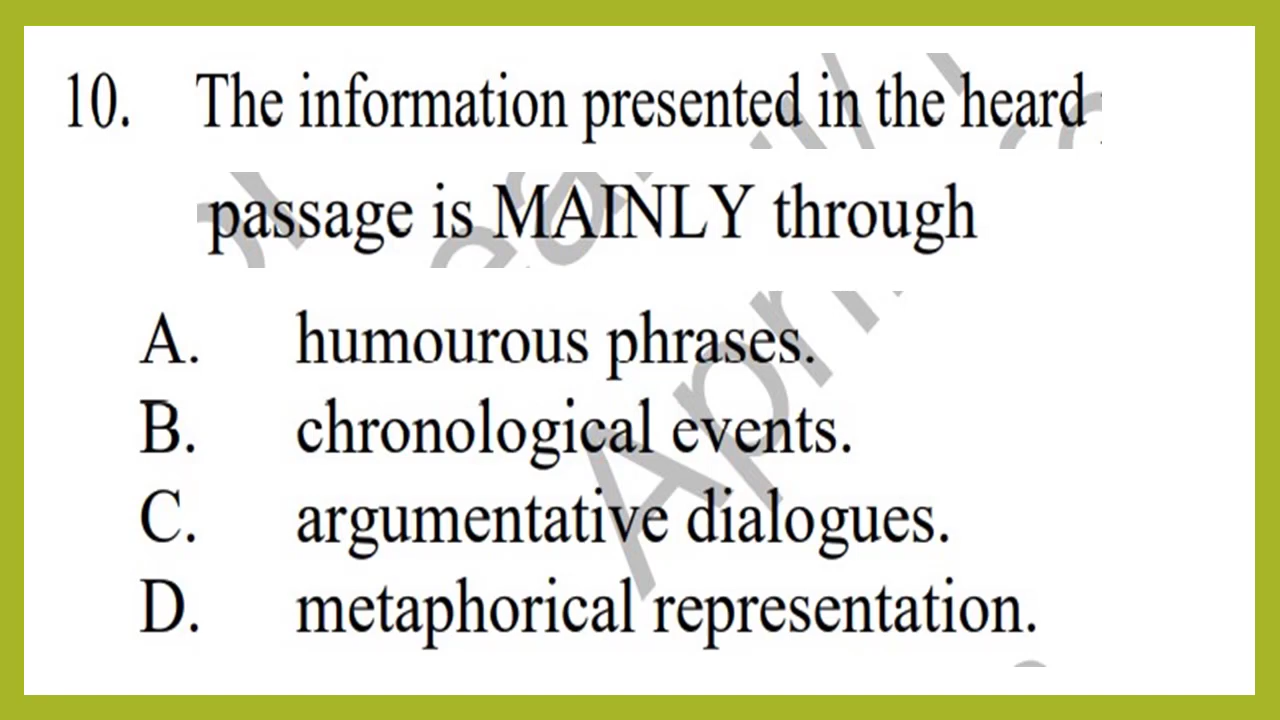 10. The information presented in the heard
passage is MAINLY through
A. humourous phrases.
B. chronological events.
C. argumentative dialogues.
D. metaphorical representation.